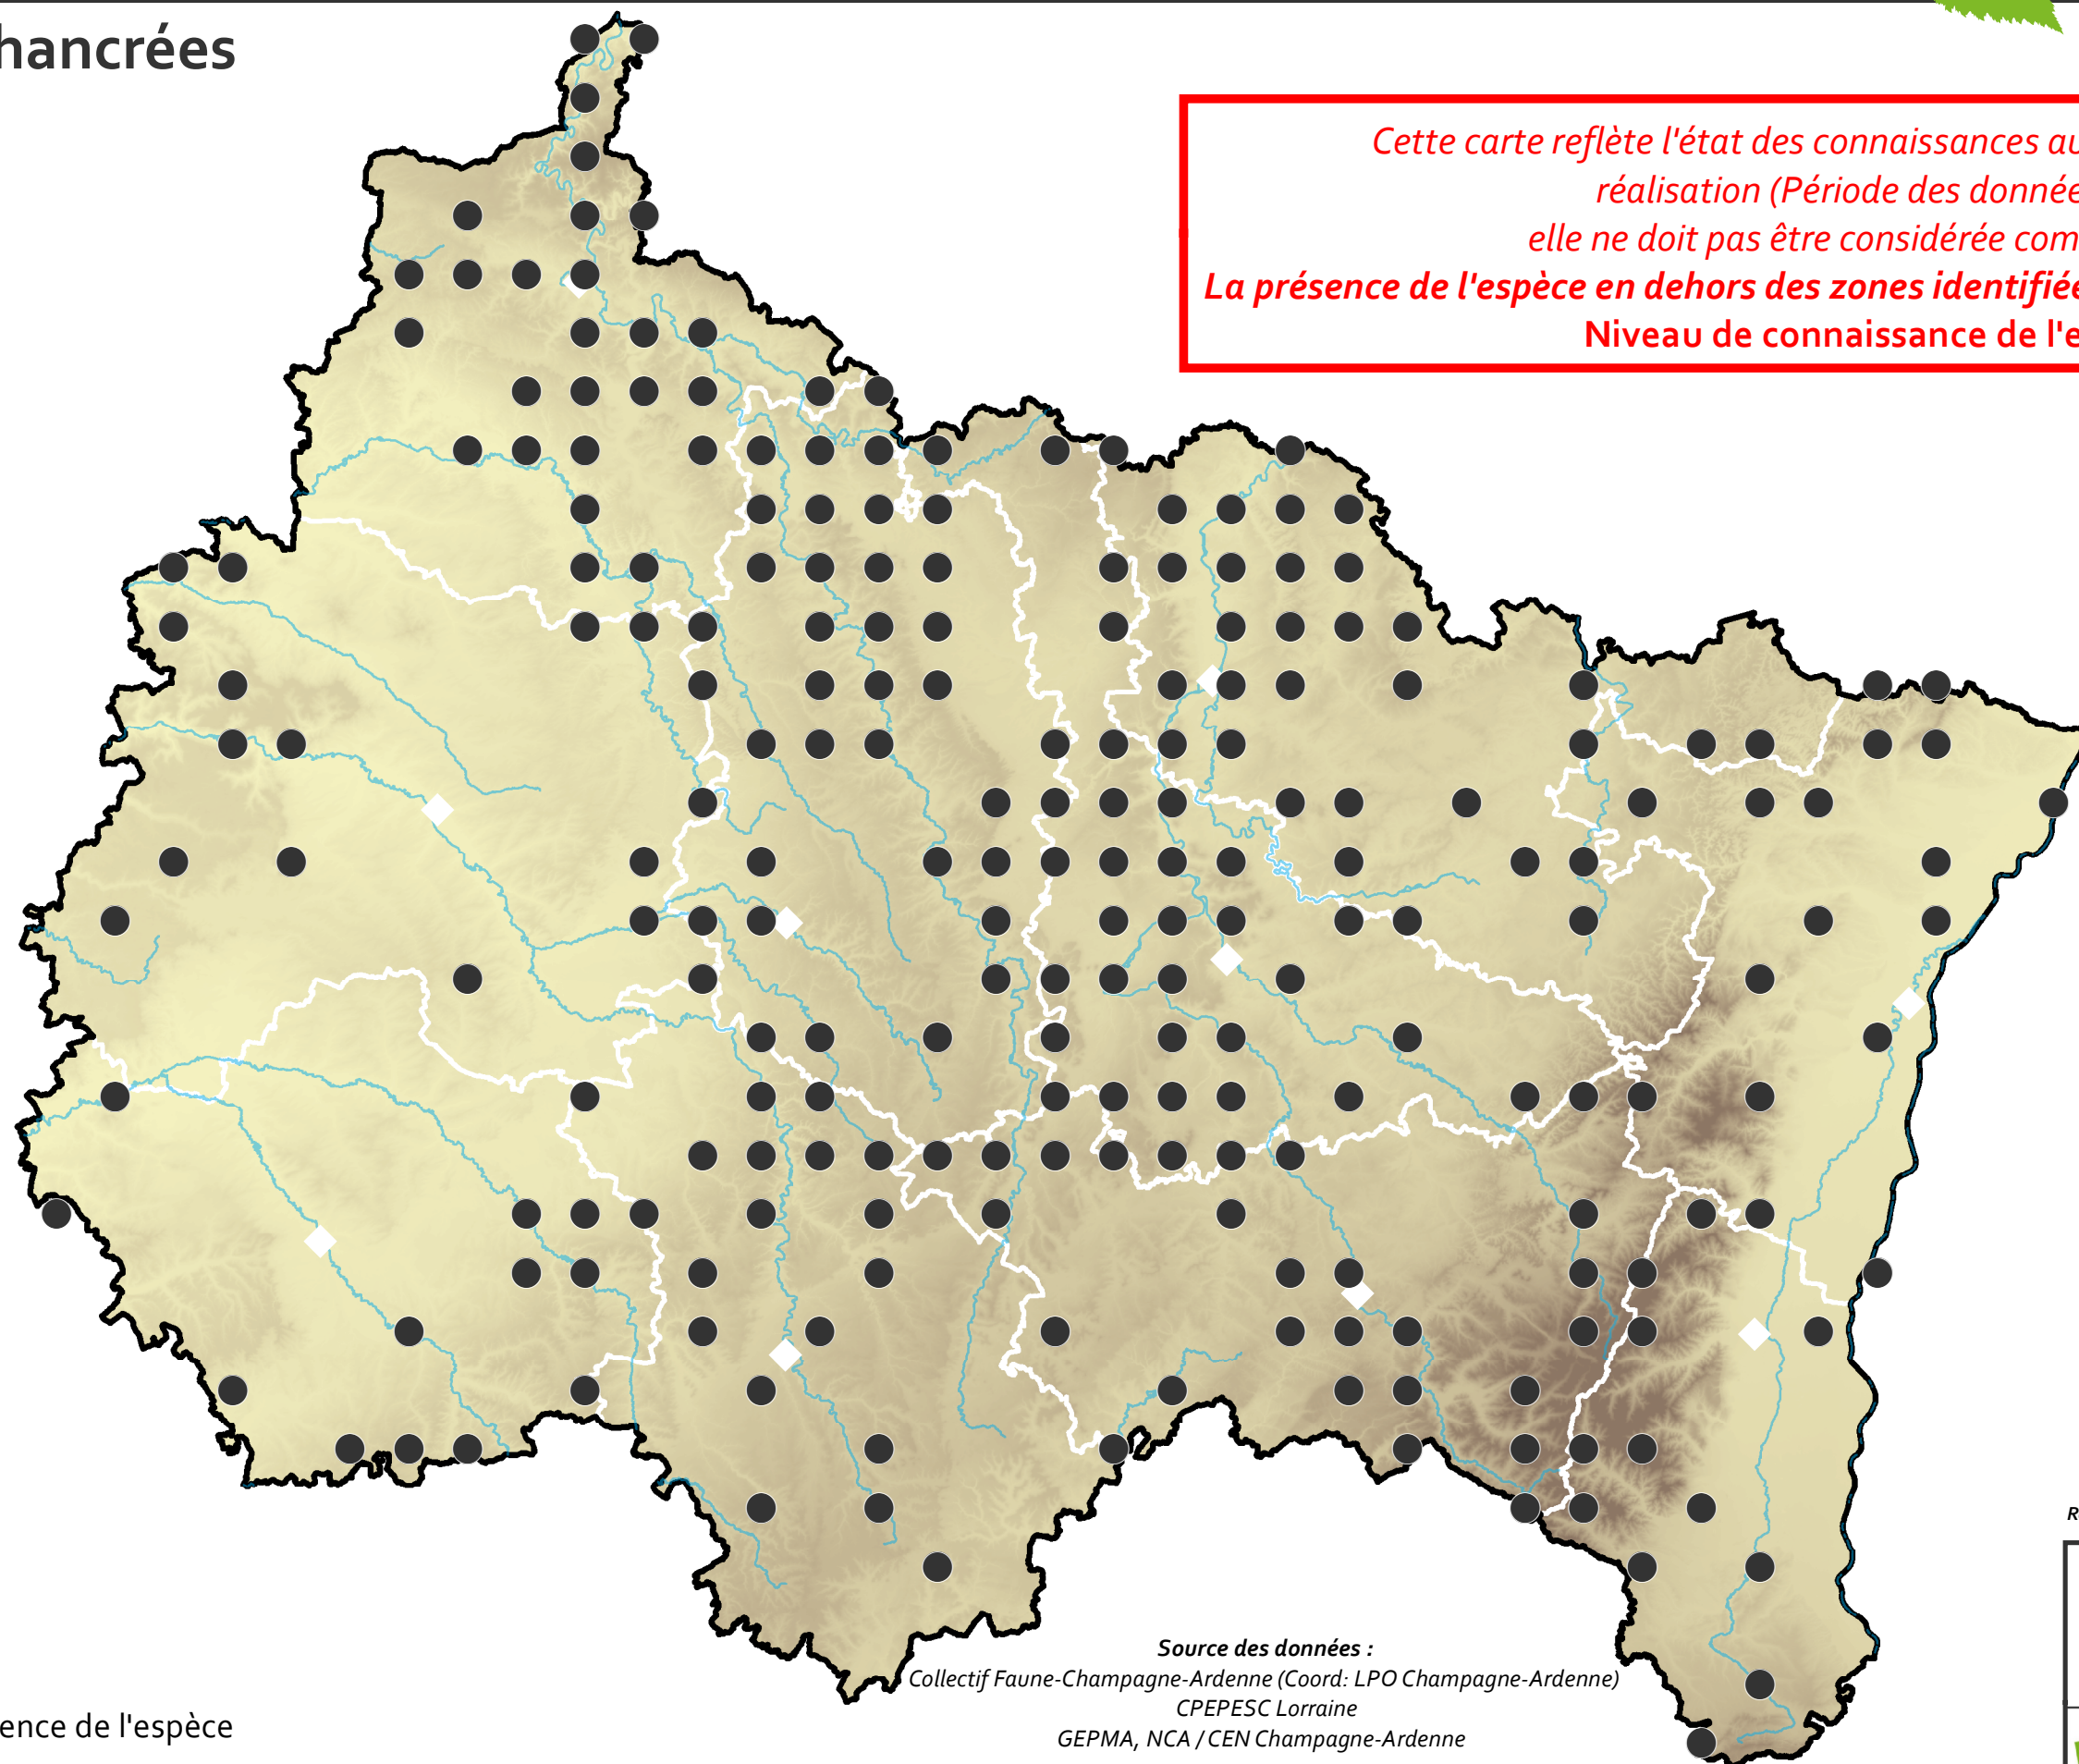 hancrées
Cette carte reflète l'état des connaissances au
réalisation (Période des donnée
elle ne doit pas être considérée com
La présence de l'espèce en dehors des zones identifiée
Niveau de connaissance de l'e
Source des données :
Collectif Faune-Champagne-Ardenne (Coord: LPO Champagne-Ardenne)
CPEPESC Lorraine
GEPMA, NCA / CEN Champagne-Ardenne
ence de l'espèce
R